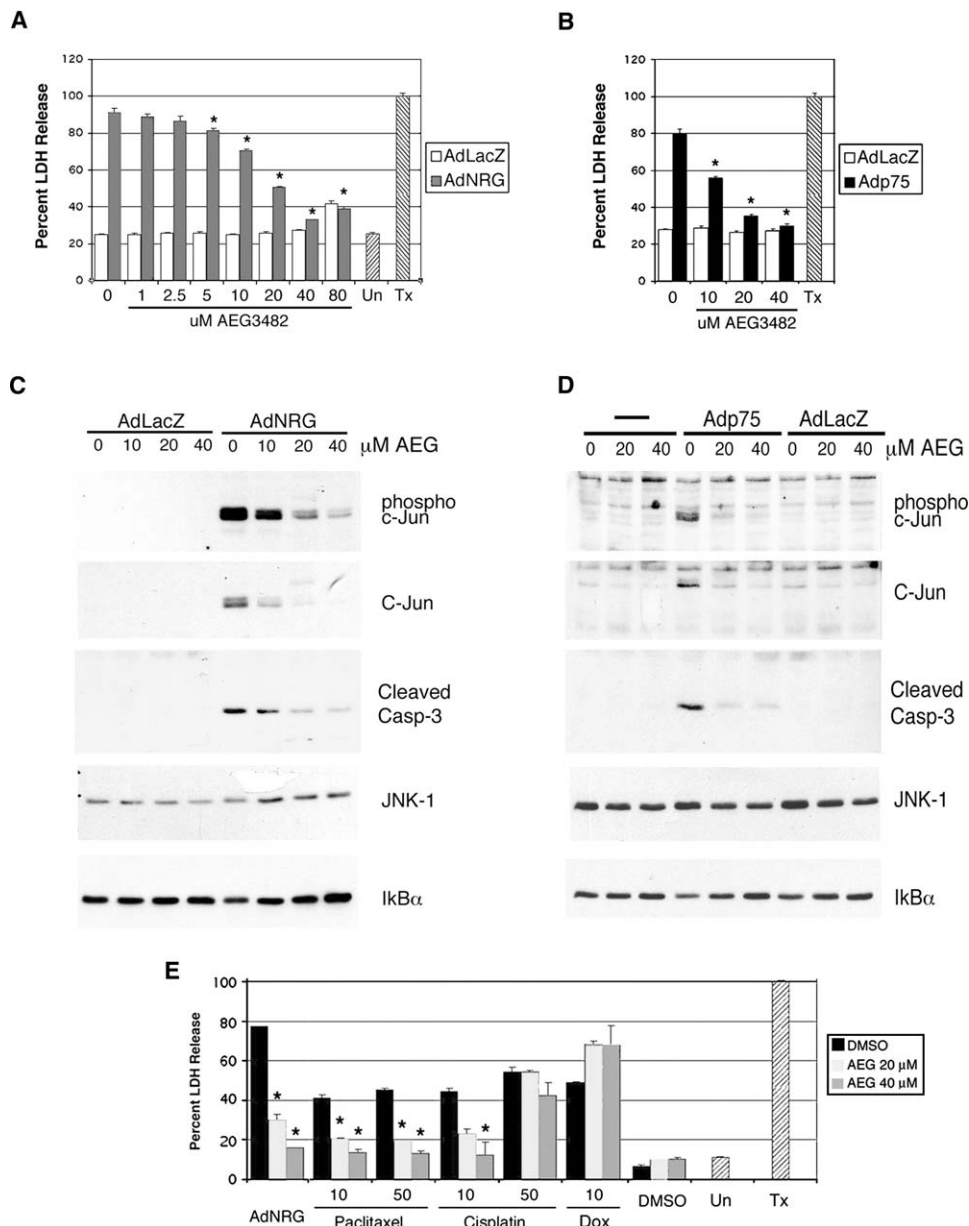 A
Percent LDH Release
120
100
80
60
40
20
0
* * * * *
AdLacZ
AdNRG
0 1 2.5 5 10 20 40 80 Un Tx
uM AEG3482
B
Percent LDH Release
120
100
80
60
40
20
0
* * *
AdLacZ
Adp75
0 10 20 40 Tx
uM AEG3482
C
AdLacZ AdNRG
0 10 20 40 0 10 20 40 μM AEG
phospho
c-Jun
C-Jun
Cleaved
Casp-3
JNK-1
IkBα
D
Adp75 AdLacZ
0 20 40 0 20 40 0 20 40 μM AEG
phospho
c-Jun
C-Jun
Cleaved
Casp-3
JNK-1
IkBα
E
Percent LDH Release
100
80
60
40
20
0
* * * * * * *
DMSO
AEG 20 μM
AEG 40 μM
10 50 10 50 10 DMSO Un Tx
AdNRG Paclitaxel Cisplatin Dox